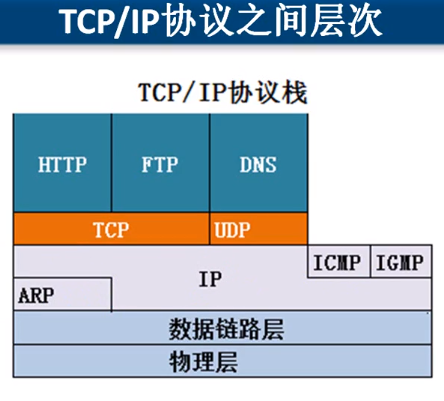 TCP/IP协议之间层次
TCP/IP协议栈
HTTP FTP DNS
TCP UDP
ICMP IGMP
IP
ARP
数据链路层
物理层